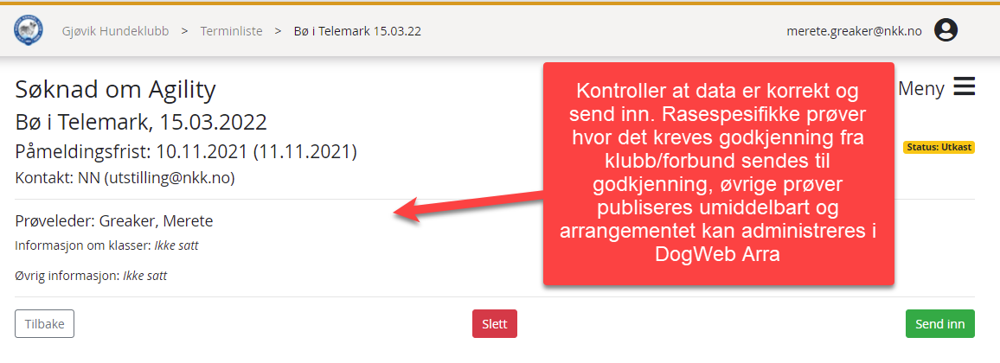 Gjøvik Hundeklubb > Terminliste > Bø i Telemark 15.03.22
merete.greaker@nkk.no
Søknad om Agility
Bø i Telemark, 15.03.2022
Påmeldingsfrist: 10.11.2021 (11.11.2021)
Kontakt: NN (utstilling@nkk.no)
Meny
Status: Utkast
Kontroller at data er korrekt og
send inn. Rasespesifikke prøver
hvor det kreves godkjenning fra
klubb/forbund sendes til
godkjenning, øvrige prøver
publiseres umiddelbart og
arrangementet kan administreres i
DogWeb Arra
Prøveleder: Greaker, Merete
Informasjon om klasser: Ikke satt
Øvrig informasjon: Ikke satt
Tilbake
Slett
Send inn